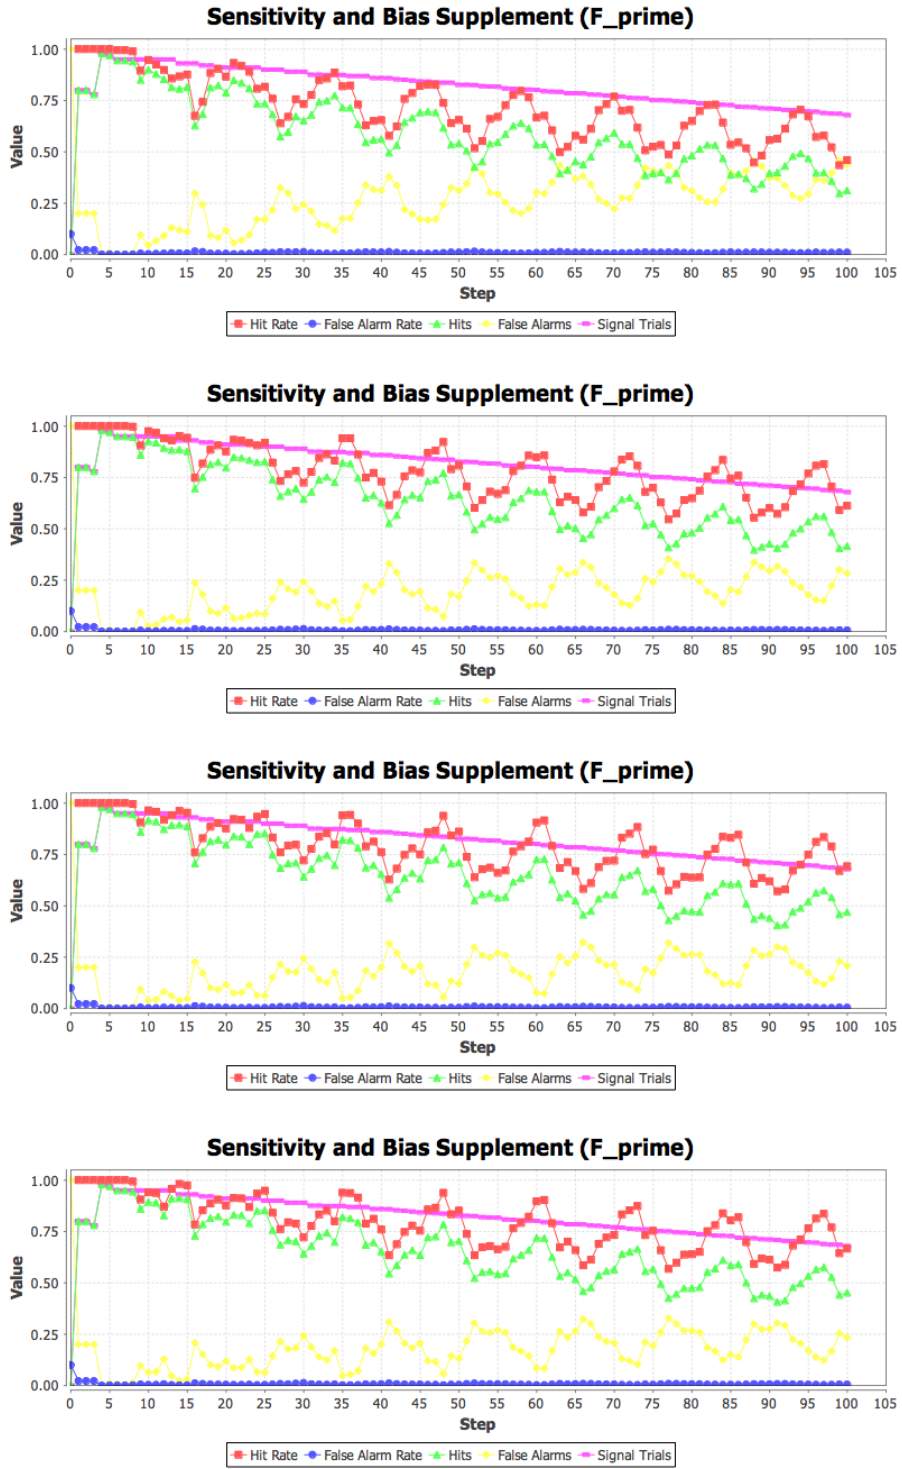 Sensitivity and Bias Supplement (F_prime)
1.00
0.75
0.50
0.25
0.00
Value
0 5 10 15 20 25 30 35 40 45 50 55 60 65 70 75 80 85 90 95 100 105
Step
Hit Rate False Alarm Rate Hits False Alarms Signal Trials
Sensitivity and Bias Supplement (F_prime)
1.00
0.75
0.50
0.25
0.00
Value
0 5 10 15 20 25 30 35 40 45 50 55 60 65 70 75 80 85 90 95 100 105
Step
Hit Rate False Alarm Rate Hits False Alarms Signal Trials
Sensitivity and Bias Supplement (F_prime)
1.00
0.75
0.50
0.25
0.00
Value
0 5 10 15 20 25 30 35 40 45 50 55 60 65 70 75 80 85 90 95 100 105
Step
Hit Rate False Alarm Rate Hits False Alarms Signal Trials
Sensitivity and Bias Supplement (F_prime)
1.00
0.75
0.50
0.25
0.00
Value
0 5 10 15 20 25 30 35 40 45 50 55 60 65 70 75 80 85 90 95 100 105
Step
Hit Rate False Alarm Rate Hits False Alarms Signal Trials